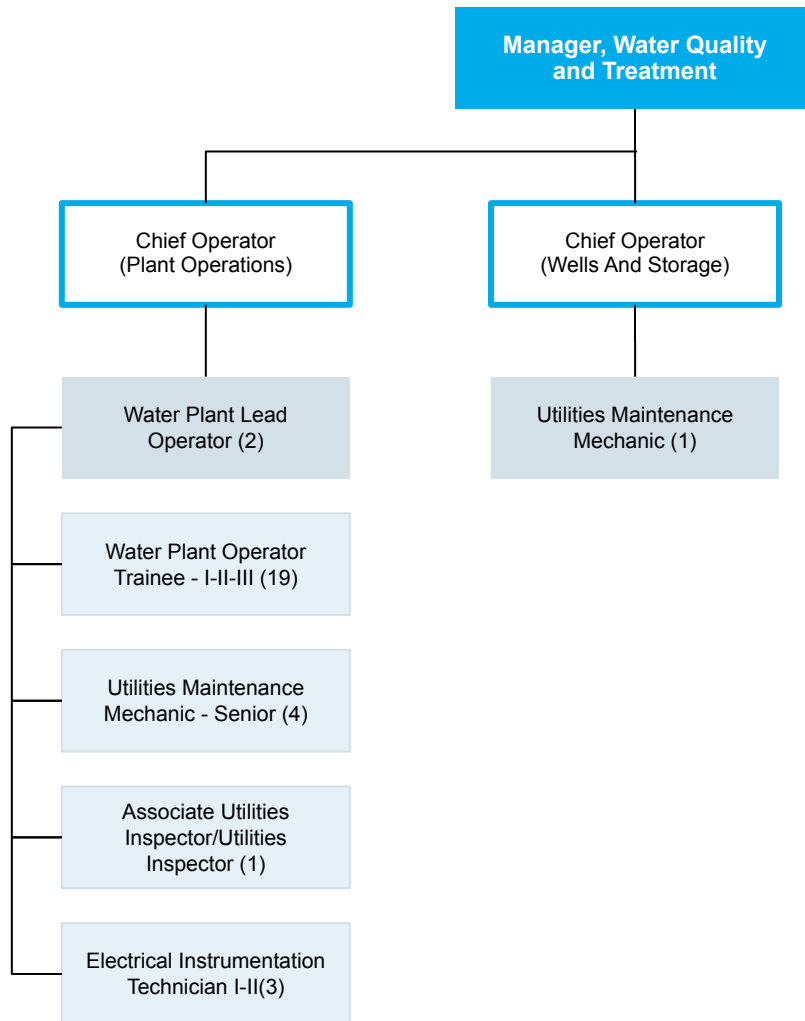 Manager, Water Quality
and Treatment
Chief Operator
(Plant Operations)
Chief Operator
(Wells And Storage)
Water Plant Lead
Operator (2)
Utilities Maintenance
Mechanic (1)
Water Plant Operator
Trainee - I-II-III (19)
Utilities Maintenance
Mechanic - Senior (4)
Associate Utilities
Inspector/Utilities
Inspector (1)
Electrical Instrumentation
Technician I-II(3)